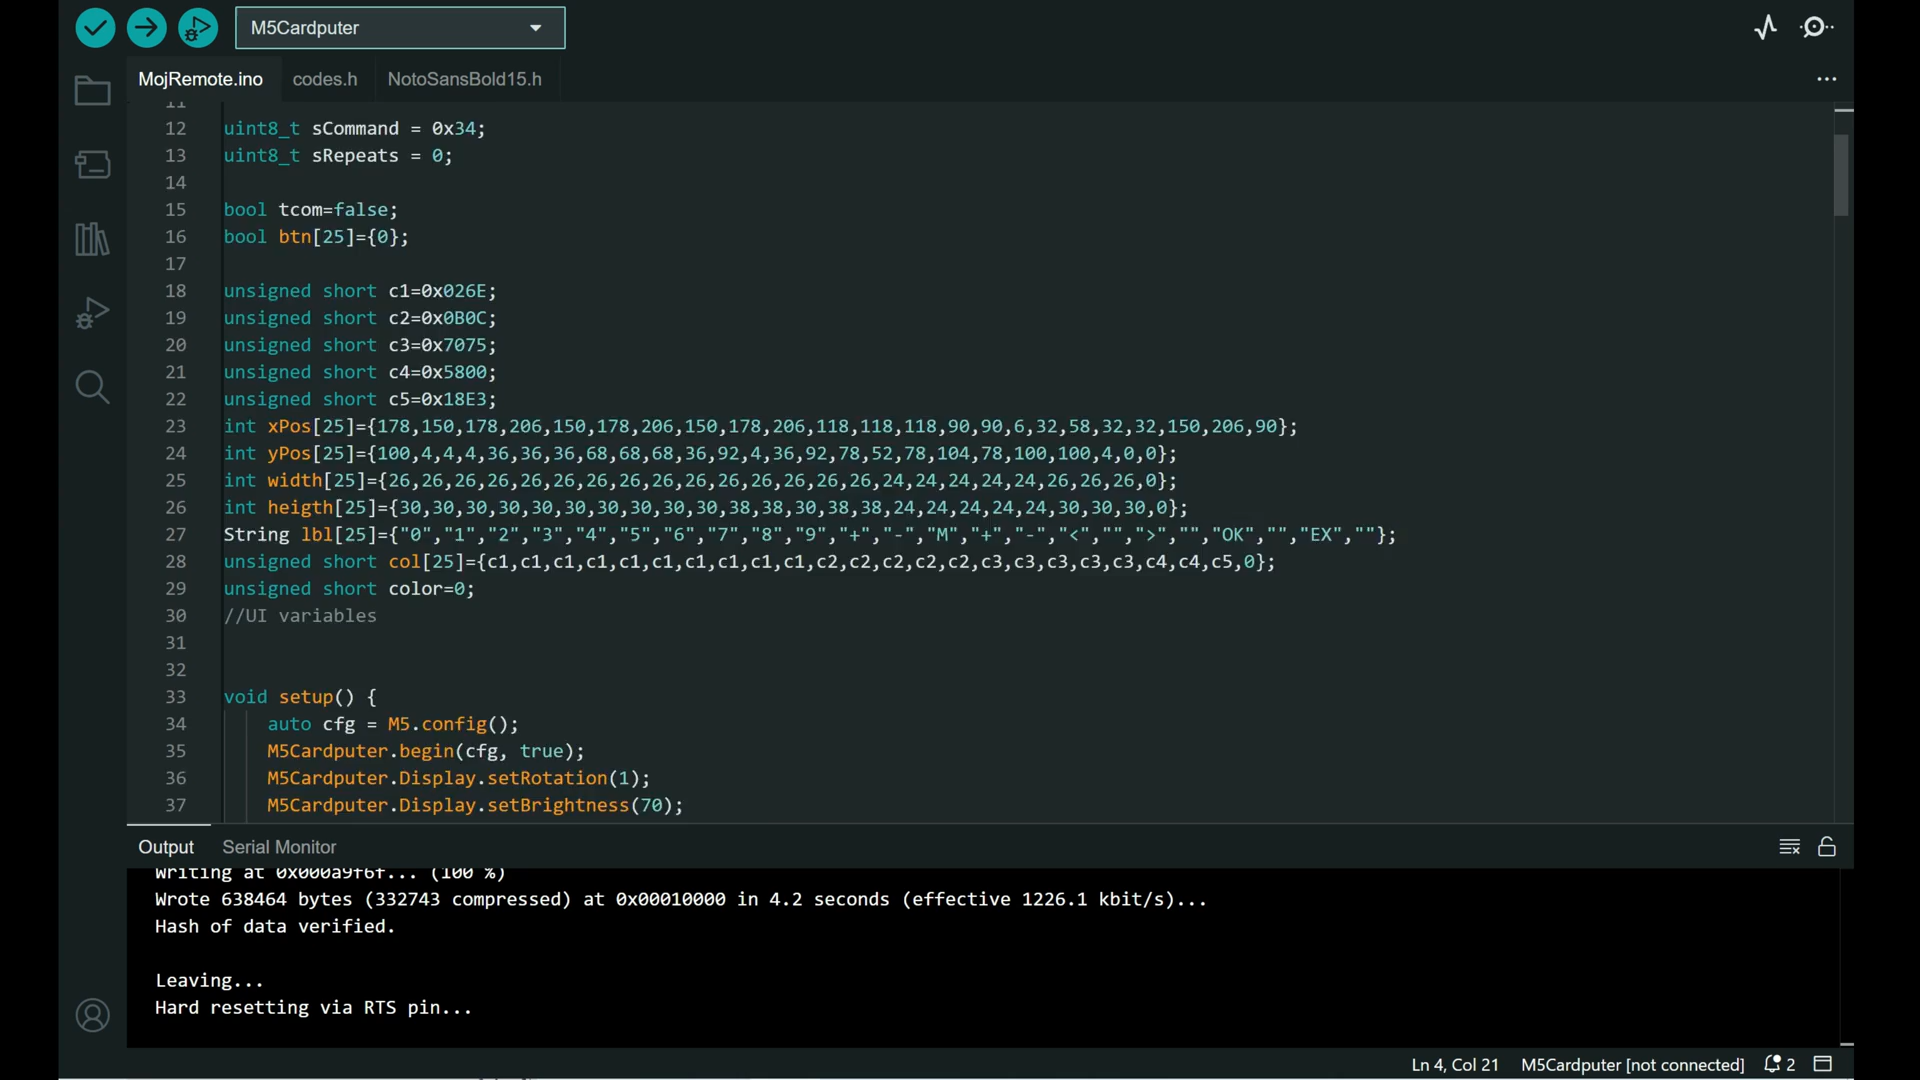 M5Cardputer
MojRemote.ino codes.h NotoSansBold15.h
11
12 uint8_t sCommand = 0x34;
13 uint8_t sRepeats = 0;
14
15 bool tcom=false;
16 bool btn[25]={0};
17
18 unsigned short c1=0x026E;
19 unsigned short c2=0x0B0C;
20 unsigned short c3=0x7075;
21 unsigned short c4=0x5800;
22 unsigned short c5=0x18E3;
23 int xPos[25]={178,150,178,206,150,178,206,150,178,206,118,118,118,90,90,6,32,58,32,32,150,206,90};
24 int yPos[25]={100,4,4,4,36,36,36,68,68,68,36,92,4,36,92,78,52,78,104,78,100,100,4,0,0};
25 int width[25]={26,26,26,26,26,26,26,26,26,26,26,26,26,26,26,24,24,24,24,24,26,26,26,0};
26 int heigth[25]={30,30,30,30,30,30,30,30,30,30,38,38,30,38,38,24,24,24,24,24,30,30,30,0};
27 String lbl[25]={"0","1","2","3","4","5","6","7","8","9","+","-","M","+","-","<","",">","","OK","","EX",""};
28 unsigned short col[25]={c1,c1,c1,c1,c1,c1,c1,c1,c1,c1,c2,c2,c2,c2,c2,c3,c3,c3,c3,c3,c4,c4,c5,0};
29 unsigned short color=0;
30 //UI variables
31
32
33 void setup() {
34 auto cfg = M5.config();
35 M5Cardputer.begin(cfg, true);
36 M5Cardputer.Display.setRotation(1);
37 M5Cardputer.Display.setBrightness(70);
Output Serial Monitor
Writing at 0x000a9f6f... (100 %)
Wrote 638464 bytes (332743 compressed) at 0x00010000 in 4.2 seconds (effective 1226.1 kbit/s)...
Hash of data verified.
Leaving...
Hard resetting via RTS pin...
Ln 4, Col 21 M5Cardputer [not connected] 2